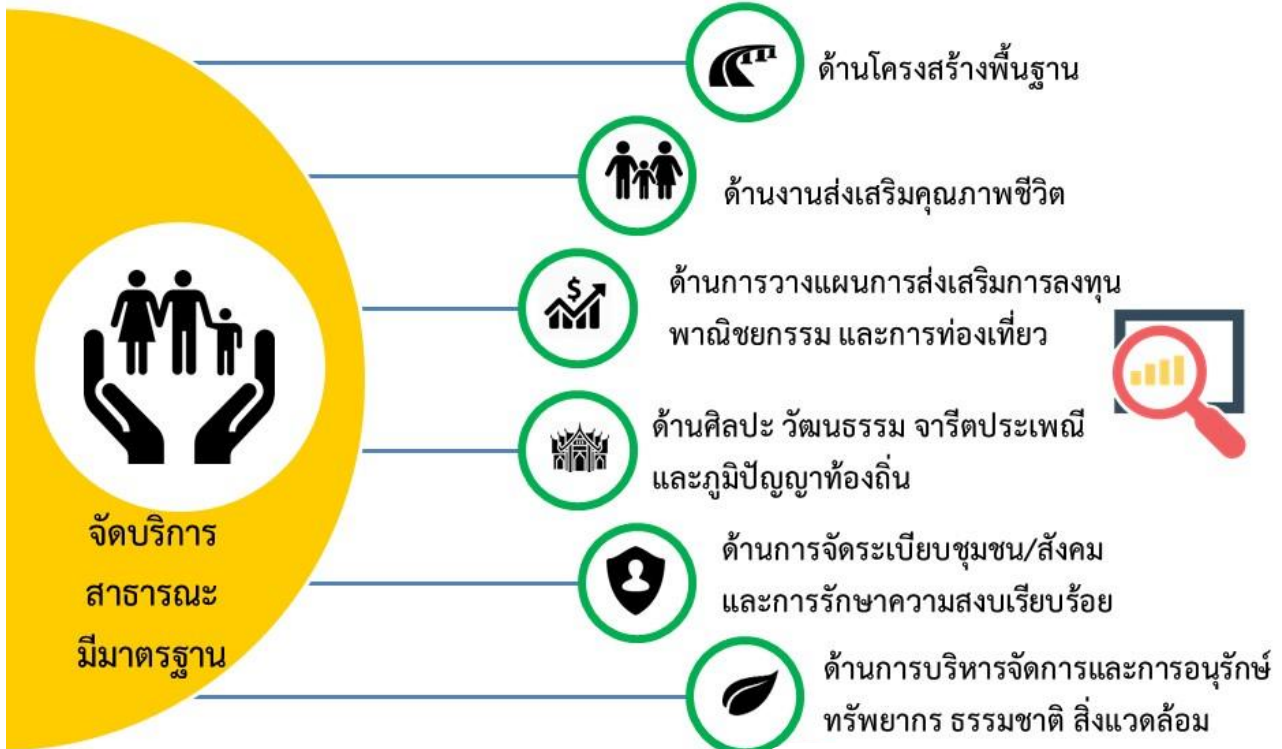 ด้านโครงสร้างพื้นฐาน
ด้านงานส่งเสริมคุณภาพชีวิต
ด้านการวางแผนการส่งเสริมการลงทุน
พาณิชยกรรม และการท่องเที่ยว
ด้านศิลปะ วัฒนธรรม จารีตประเพณี
และภูมิปัญญาท้องถิ่น
จัดบริการ
สาธารณะ
มีมาตรฐาน
ด้านการจัดระเบียบชุมชน/สังคม
และการรักษาความสงบเรียบร้อย
ด้านการบริหารจัดการและการอนุรักษ์
ทรัพยากร ธรรมชาติ สิ่งแวดล้อม